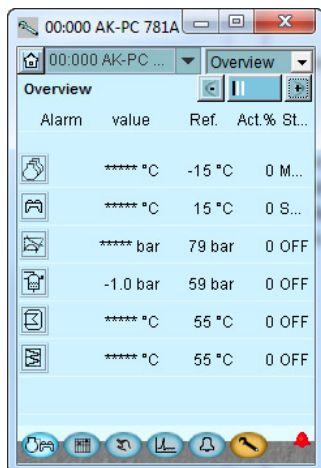 00:000 AK-PC 781A
00:000 AK-PC ... Overview
Overview
Alarm value Ref. Act.% St...
***** °C -15 °C 0 M...
***** °C 15 °C 0 S...
***** bar 79 bar 0 OFF
-1.0 bar 59 bar 0 OFF
***** °C 55 °C 0 OFF
***** °C 55 °C 0 OFF